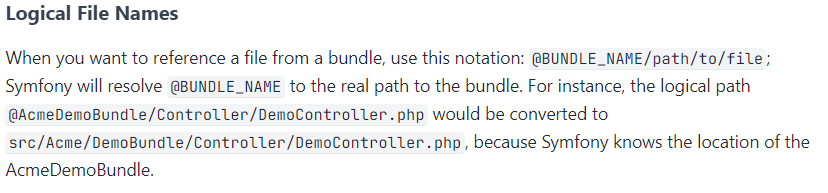 Logical File Names
When you want to reference a file from a bundle, use this notation: @BUNDLE_NAME/path/to/file;
Symfony will resolve @BUNDLE_NAME to the real path to the bundle. For instance, the logical path
@AcmeDemoBundle/Controller/DemoController.php would be converted to
src/Acme/DemoBundle/Controller/DemoController.php, because Symfony knows the location of the
AcmeDemoBundle.